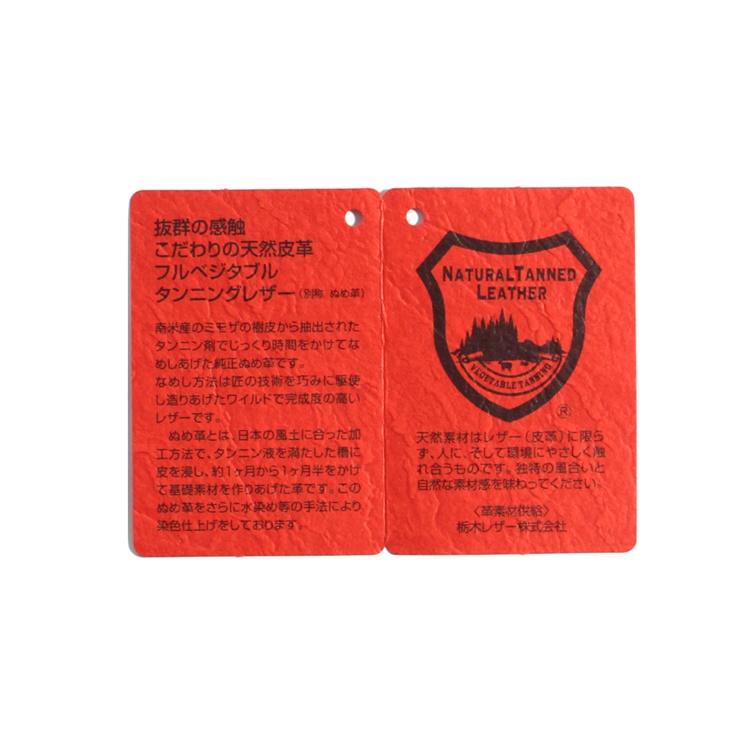 抜群の感触
こだわりの天然皮革
フルベジタブル
タンニングレザー（別称 ぬめ革）
南米産のミモザの樹皮から抽出された
タンニン剤でじっくり時間をかけてな
めしあげた純正ぬめ革です。
なめし方法は匠の技術を巧みに駆使
し造りあげたワイルドで完成度の高い
レザーです。
ぬめ革とは、日本の風土に合った加
工方法で、タンニン液を満たした槽に
皮を浸し、約1ヶ月から1ヶ月半をかけ
て基礎素材を作りあげた革です。この
ぬめ革をさらに水染め等の手法により
染色仕上げをしております。
NATURAL TANNED
LEATHER
VEGETABLE TANNING
®
天然素材はレザー（皮革）に限ら
ず、人に、そして環境にやさしく触
れ合うものです。独特の風合いと
自然な素材感を味わってください。
〈革素材供給〉
栃木レザー株式会社